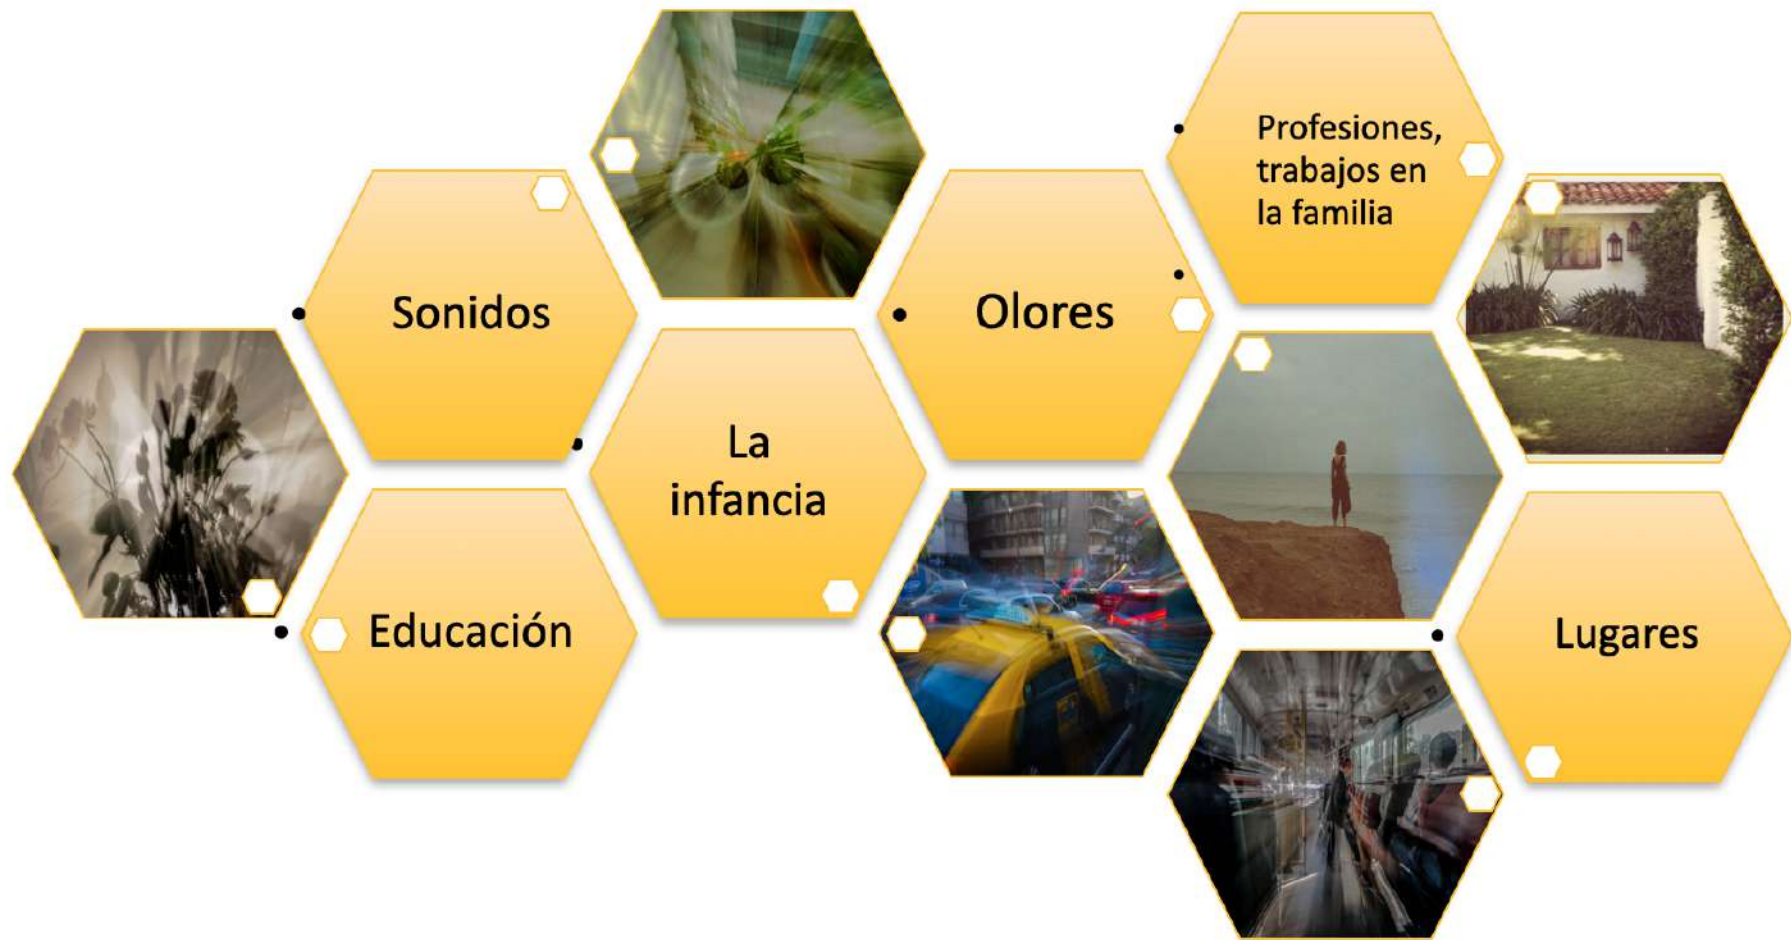 Sonidos
La
infancia
Educación
Olores
Profesiones,
trabajos en
la familia
Lugares